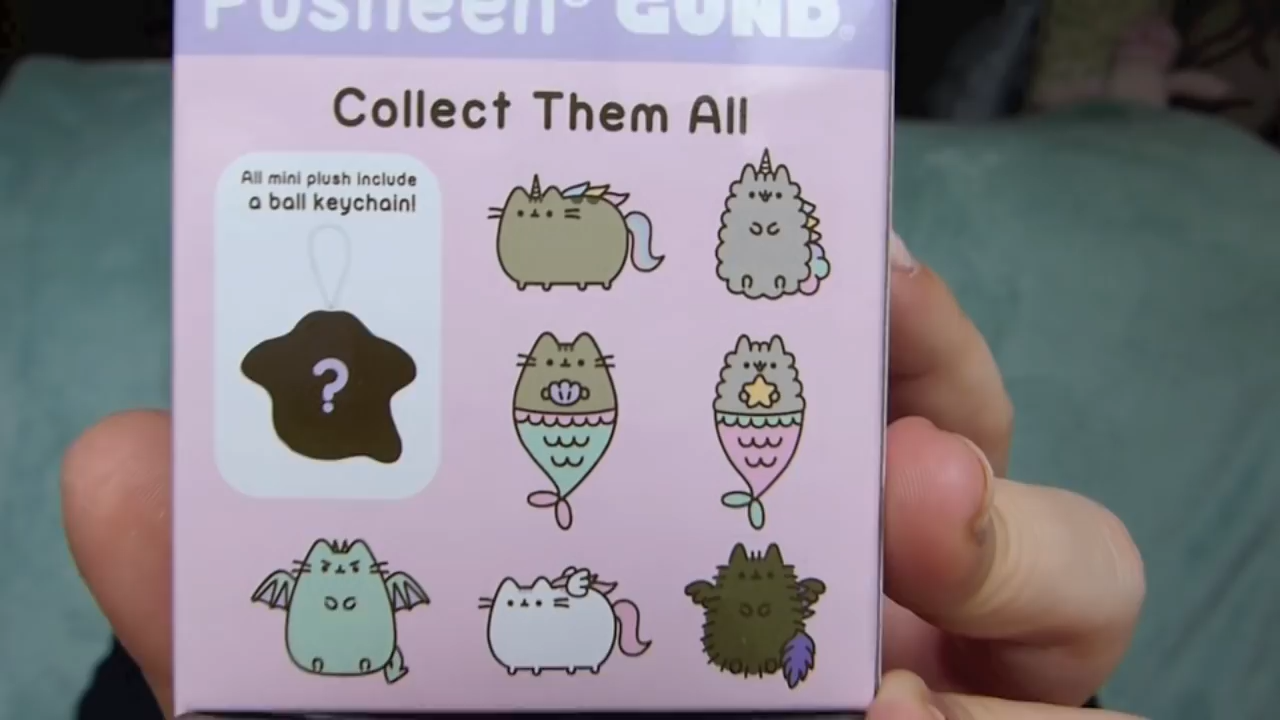 Pusheen® GUND®
Collect Them All
All mini plush include
a ball keychain!
?